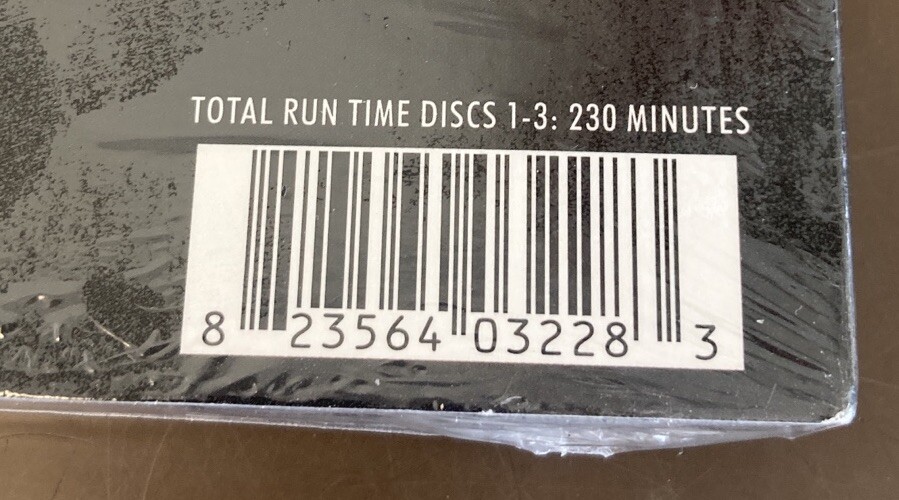 TOTAL RUN TIME DISCS 1-3: 230 MINUTES
8 23564 03228 3